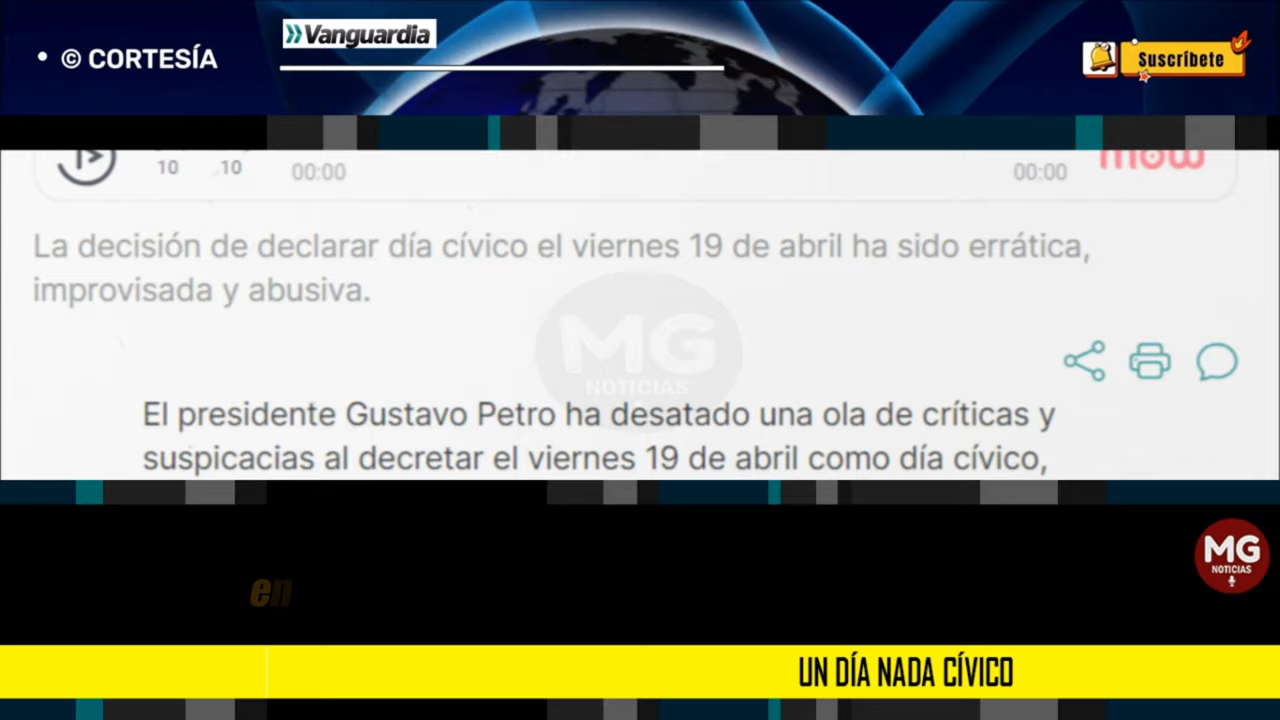 • © CORTESÍA
Vanguardia
Suscríbete
10 10 00:00 00:00
La decisión de declarar día cívico el viernes 19 de abril ha sido errática,
improvisada y abusiva.
MG
NOTICIAS
El presidente Gustavo Petro ha desatado una ola de críticas y
suspicacias al decretar el viernes 19 de abril como día cívico,
MG
NOTICIAS
en
UN DÍA NADA CÍVICO